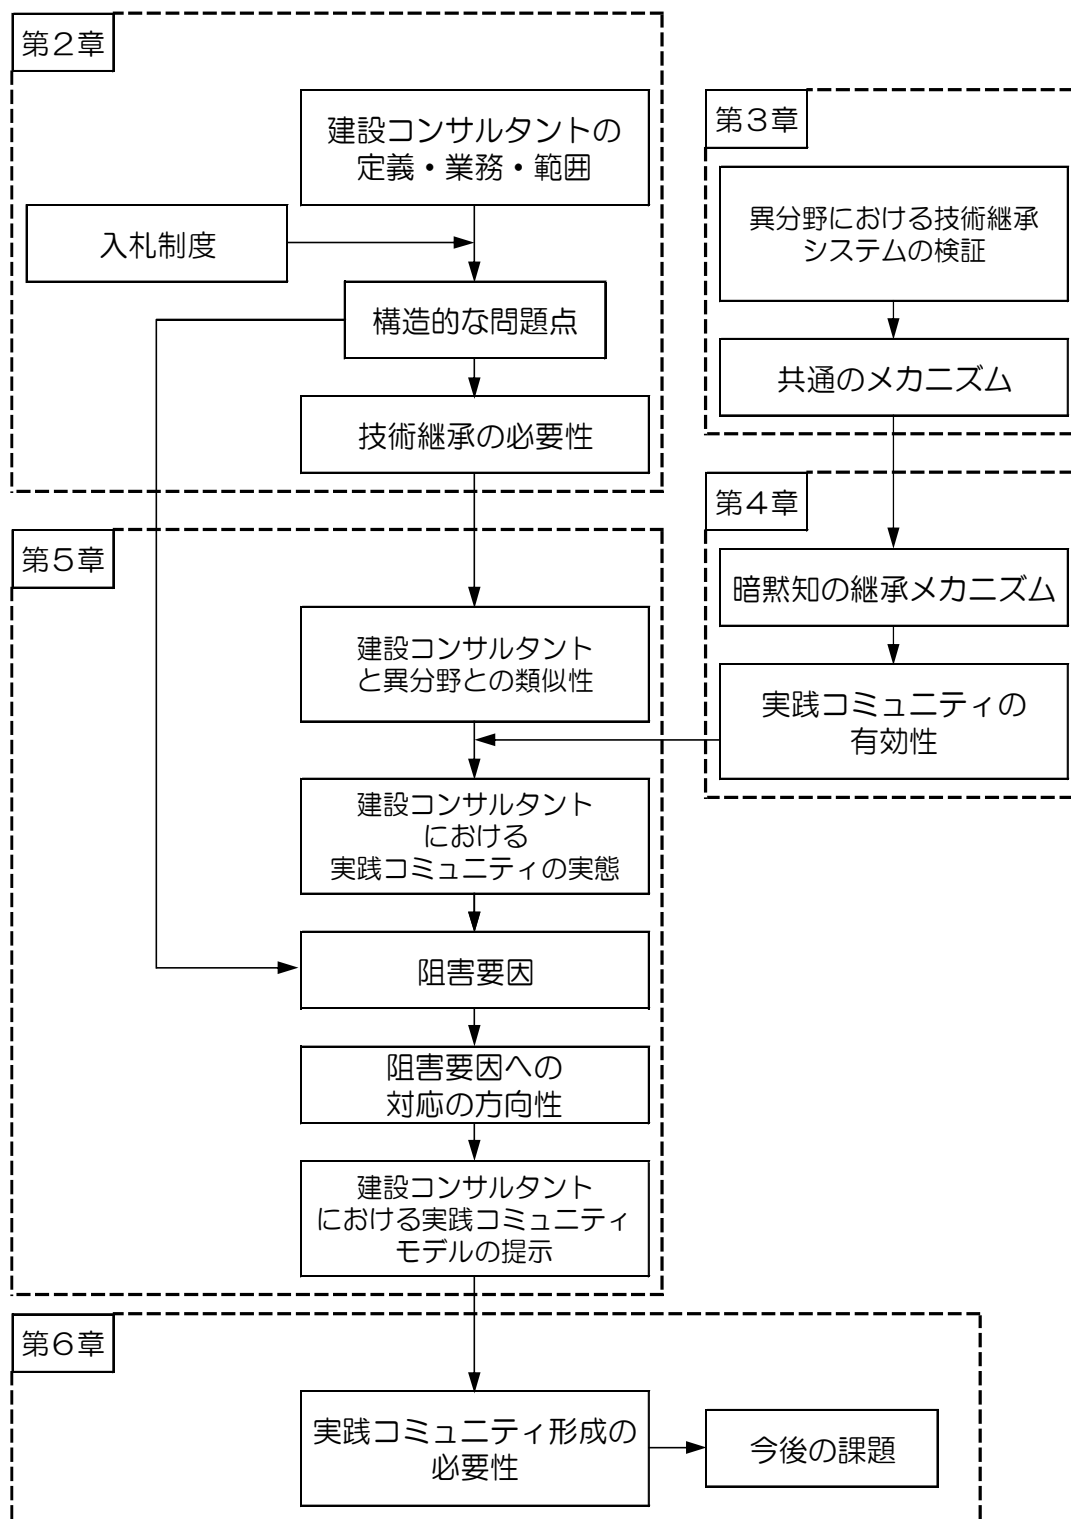 第２章
建設コンサルタントの
定義・業務・範囲
入札制度
構造的な問題点
技術継承の必要性
第３章
異分野における技術継承
システムの検証
共通のメカニズム
第４章
暗黙知の継承メカニズム
実践コミュニティの
有効性
第５章
建設コンサルタント
と異分野との類似性
建設コンサルタント
における
実践コミュニティの実態
阻害要因
阻害要因への
対応の方向性
建設コンサルタント
における実践コミュニティ
モデルの提示
第６章
実践コミュニティ形成の
必要性
今後の課題